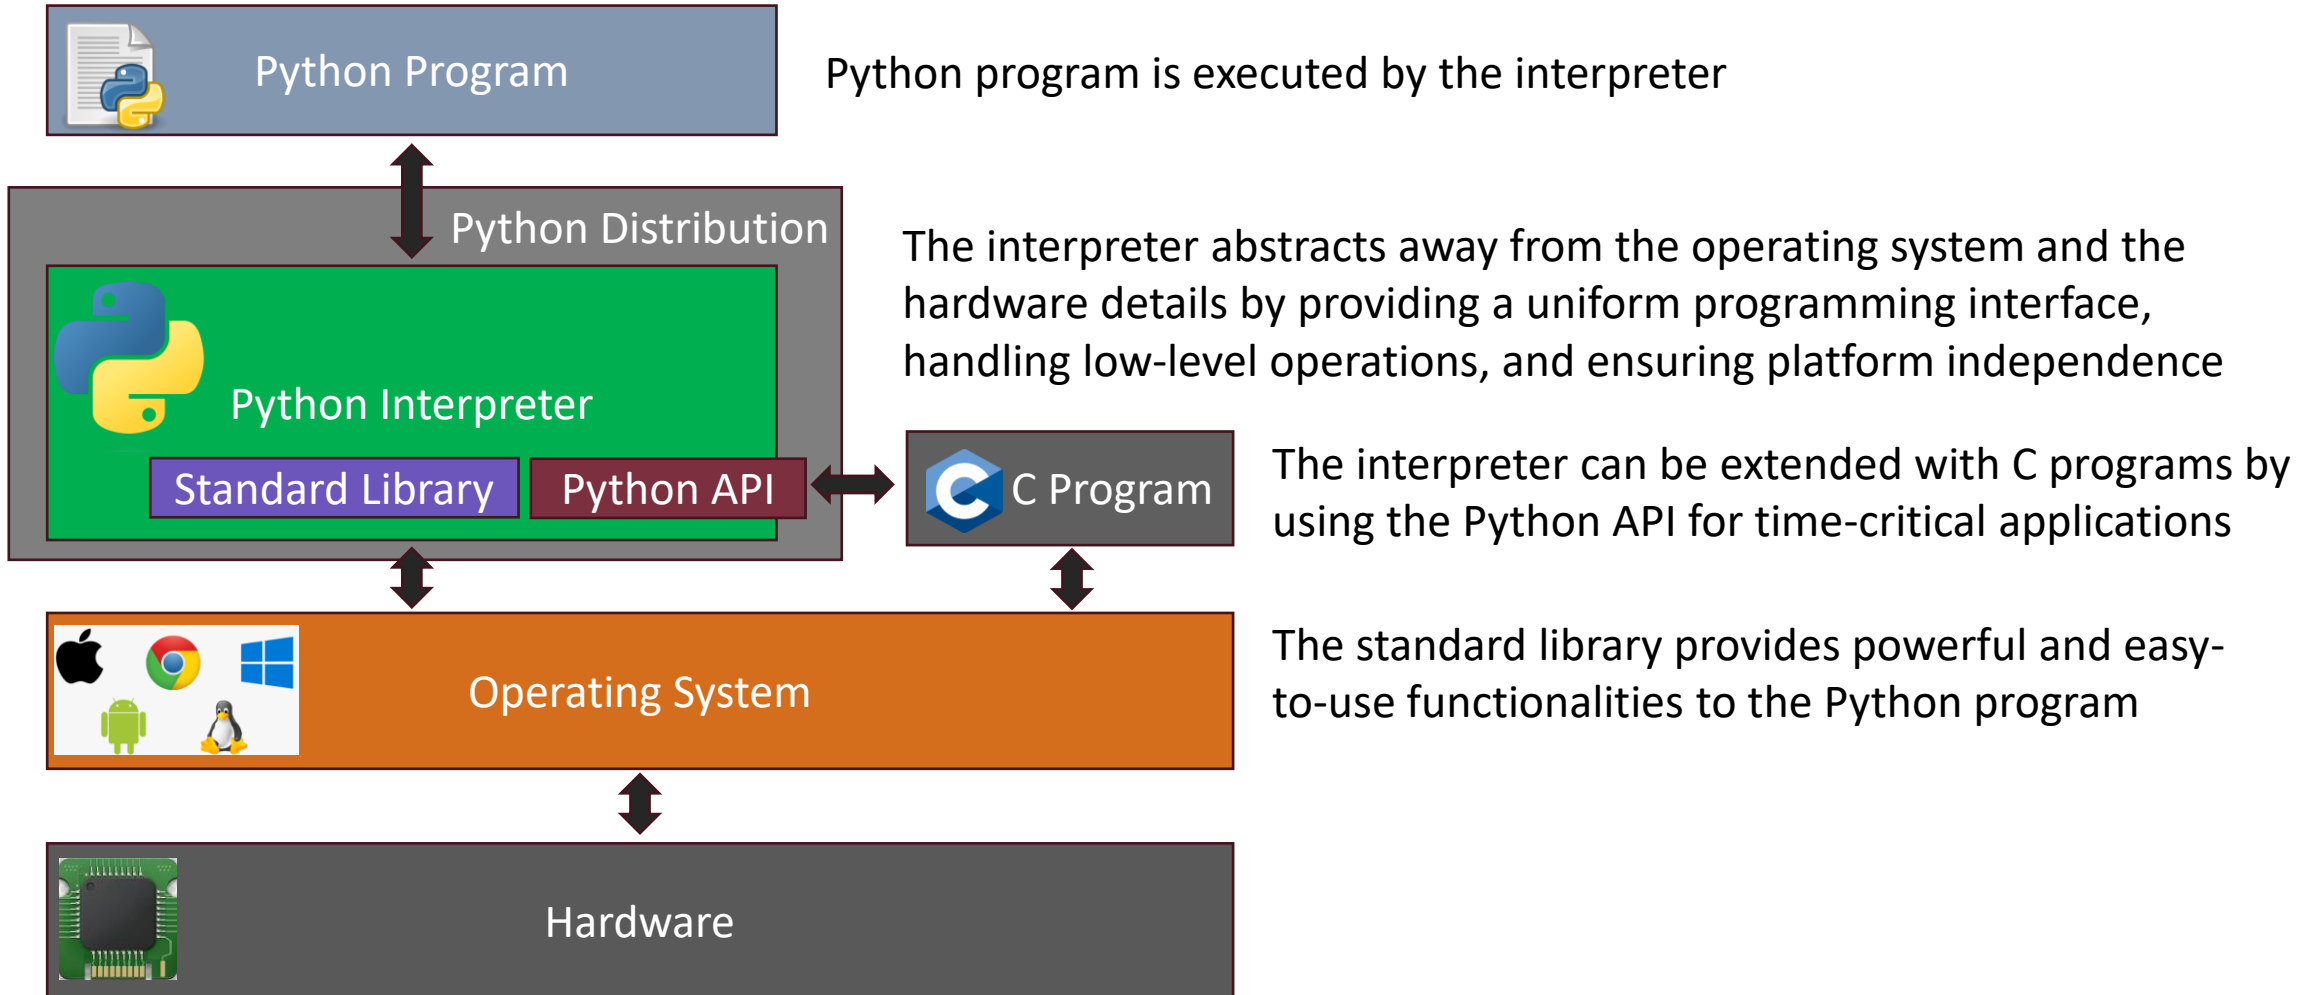 Python Program
Python program is executed by the interpreter
Python Distribution
The interpreter abstracts away from the operating system and the
hardware details by providing a uniform programming interface,
handling low-level operations, and ensuring platform independence
Python Interpreter
Standard Library
Python API
C Program
The interpreter can be extended with C programs by
using the Python API for time-critical applications
Operating System
The standard library provides powerful and easy-
to-use functionalities to the Python program
Hardware